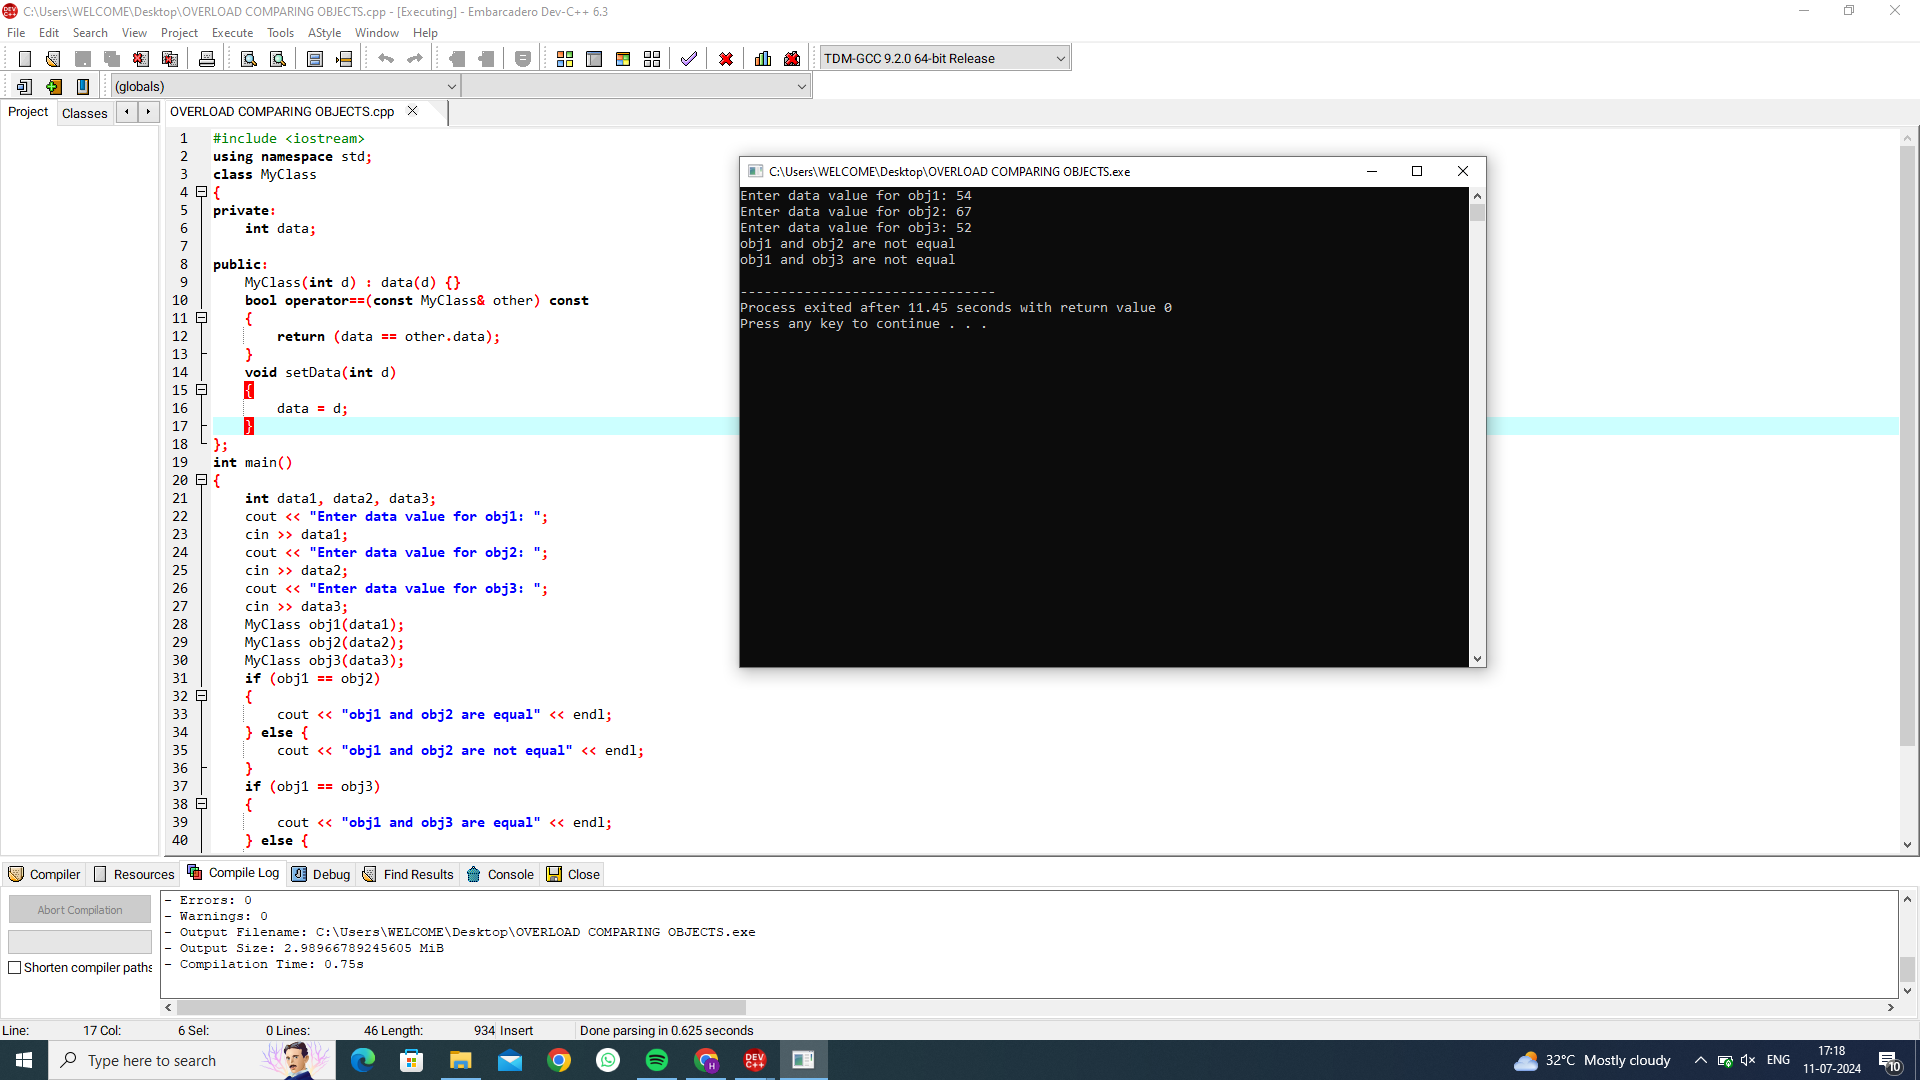 C:\Users\WELCOME\Desktop\OVERLOAD COMPARING OBJECTS.cpp - [Executing] - Embarcadero Dev-C++ 6.3
File Edit Search View Project Execute Tools AStyle Window Help
TDM-GCC 9.2.0 64-bit Release
(globals)
Project Classes
OVERLOAD COMPARING OBJECTS.cpp
1 #include <iostream>
2 using namespace std;
3 class MyClass
4 {
5 private:
6     int data;
7
8 public:
9     MyClass(int d) : data(d) {}
10     bool operator==(const MyClass& other) const
11     {
12         return (data == other.data);
13     }
14     void setData(int d)
15     {
16         data = d;
17     }
18 };
19 int main()
20 {
21     int data1, data2, data3;
22     cout << "Enter data value for obj1: ";
23     cin >> data1;
24     cout << "Enter data value for obj2: ";
25     cin >> data2;
26     cout << "Enter data value for obj3: ";
27     cin >> data3;
28     MyClass obj1(data1);
29     MyClass obj2(data2);
30     MyClass obj3(data3);
31     if (obj1 == obj2)
32     {
33         cout << "obj1 and obj2 are equal" << endl;
34     } else {
35         cout << "obj1 and obj2 are not equal" << endl;
36     }
37     if (obj1 == obj3)
38     {
39         cout << "obj1 and obj3 are equal" << endl;
40     } else {
C:\Users\WELCOME\Desktop\OVERLOAD COMPARING OBJECTS.exe
Enter data value for obj1: 54
Enter data value for obj2: 67
Enter data value for obj3: 52
obj1 and obj2 are not equal
obj1 and obj3 are not equal
--------------------------------
Process exited after 11.45 seconds with return value 0
Press any key to continue . . .
Compiler Resources Compile Log Debug Find Results Console Close
Abort Compilation
Shorten compiler paths
- Errors: 0
- Warnings: 0
- Output Filename: C:\Users\WELCOME\Desktop\OVERLOAD COMPARING OBJECTS.exe
- Output Size: 2.98966789245605 MiB
- Compilation Time: 0.75s
Line: 17 Col: 6 Sel: 0 Lines: 46 Length: 934 Insert Done parsing in 0.625 seconds
Type here to search
H
DEV C++
32°C Mostly cloudy
ENG
17:18
11-07-2024
10